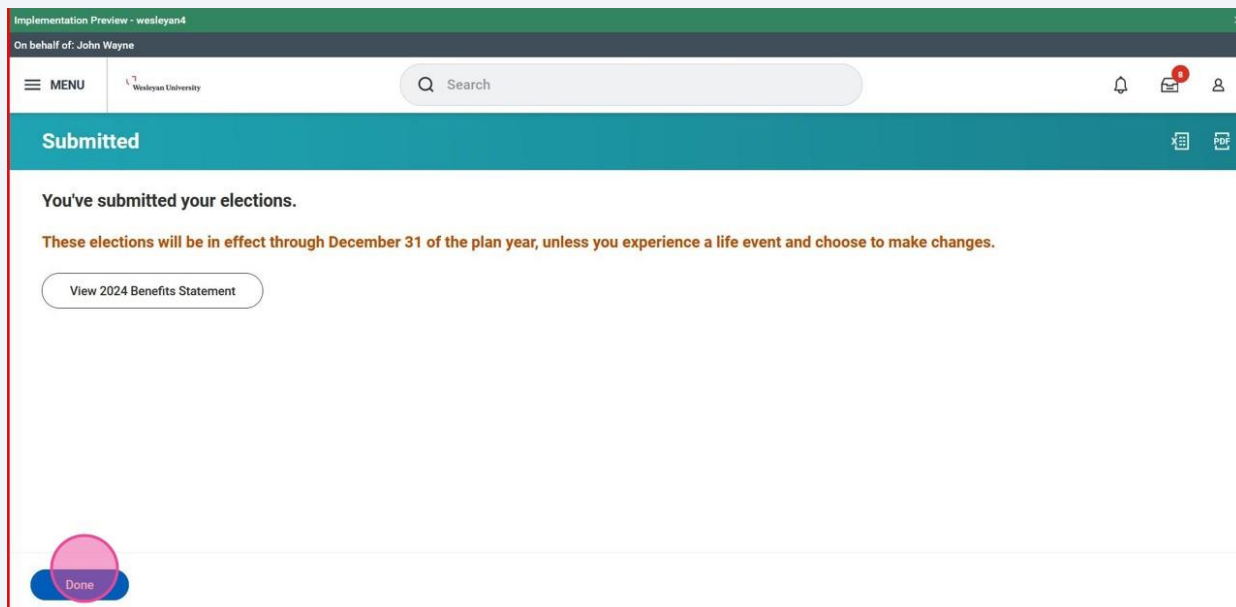 Implementation Preview - wesleyan4
On behalf of: John Wayne
MENU
Wesleyan University
Search
8
Submitted
X
PDF
You've submitted your elections.
These elections will be in effect through December 31 of the plan year, unless you experience a life event and choose to make changes.
View 2024 Benefits Statement
Done